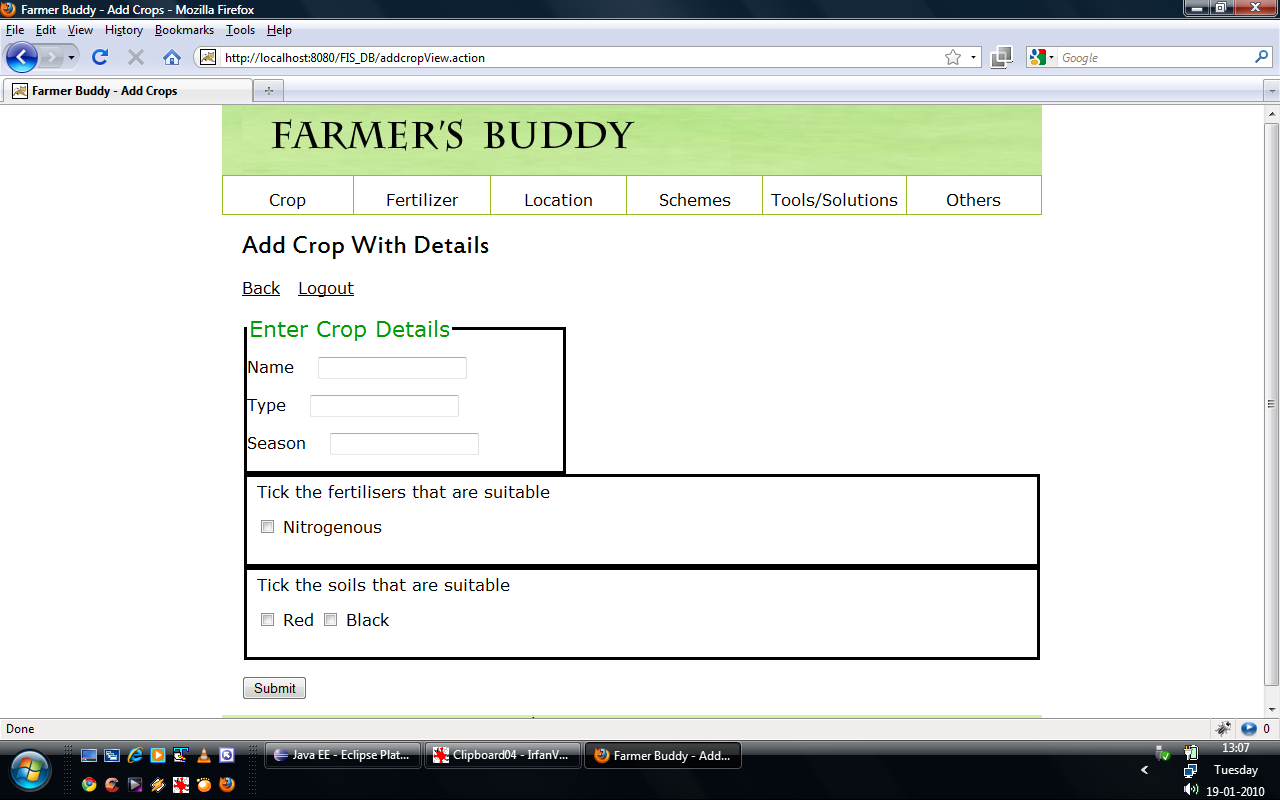 Farmer Buddy - Add Crops - Mozilla Firefox
File Edit View History Bookmarks Tools Help
http://localhost:8080/FIS_DB/addcropView.action
Google
Farmer Buddy - Add Crops
FARMER'S BUDDY
Crop Fertilizer Location Schemes Tools/Solutions Others
Add Crop With Details
Back Logout
Enter Crop Details
Name
Type
Season
Tick the fertilisers that are suitable
Nitrogenous
Tick the soils that are suitable
Red Black
Submit
Done
0
Java EE - Eclipse Plat...
Clipboard04 - IrfanV...
Farmer Buddy - Add...
13:07
Tuesday
19-01-2010